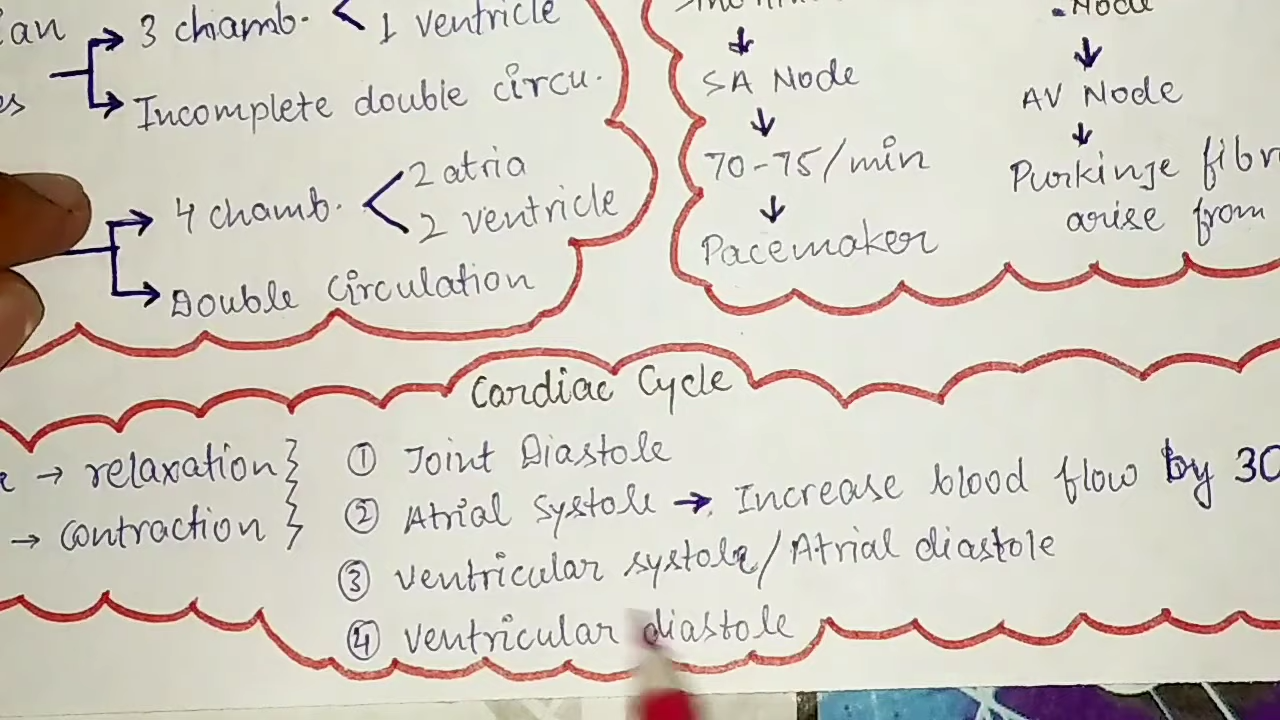 3 chamb. 1 ventricle
Incomplete double circu.
4 chamb. 2 atria
2 ventricle
Double circulation
SA Node
70-75/min
Pacemaker
Node
AV Node
Purkinje
arise from
Cardiac Cycle
→ relaxation
→ contraction
① Joint Diastole
② Atrial Systole → Increase blood flow by 30
③ ventricular systole/Atrial diastole
④ ventricular diastole